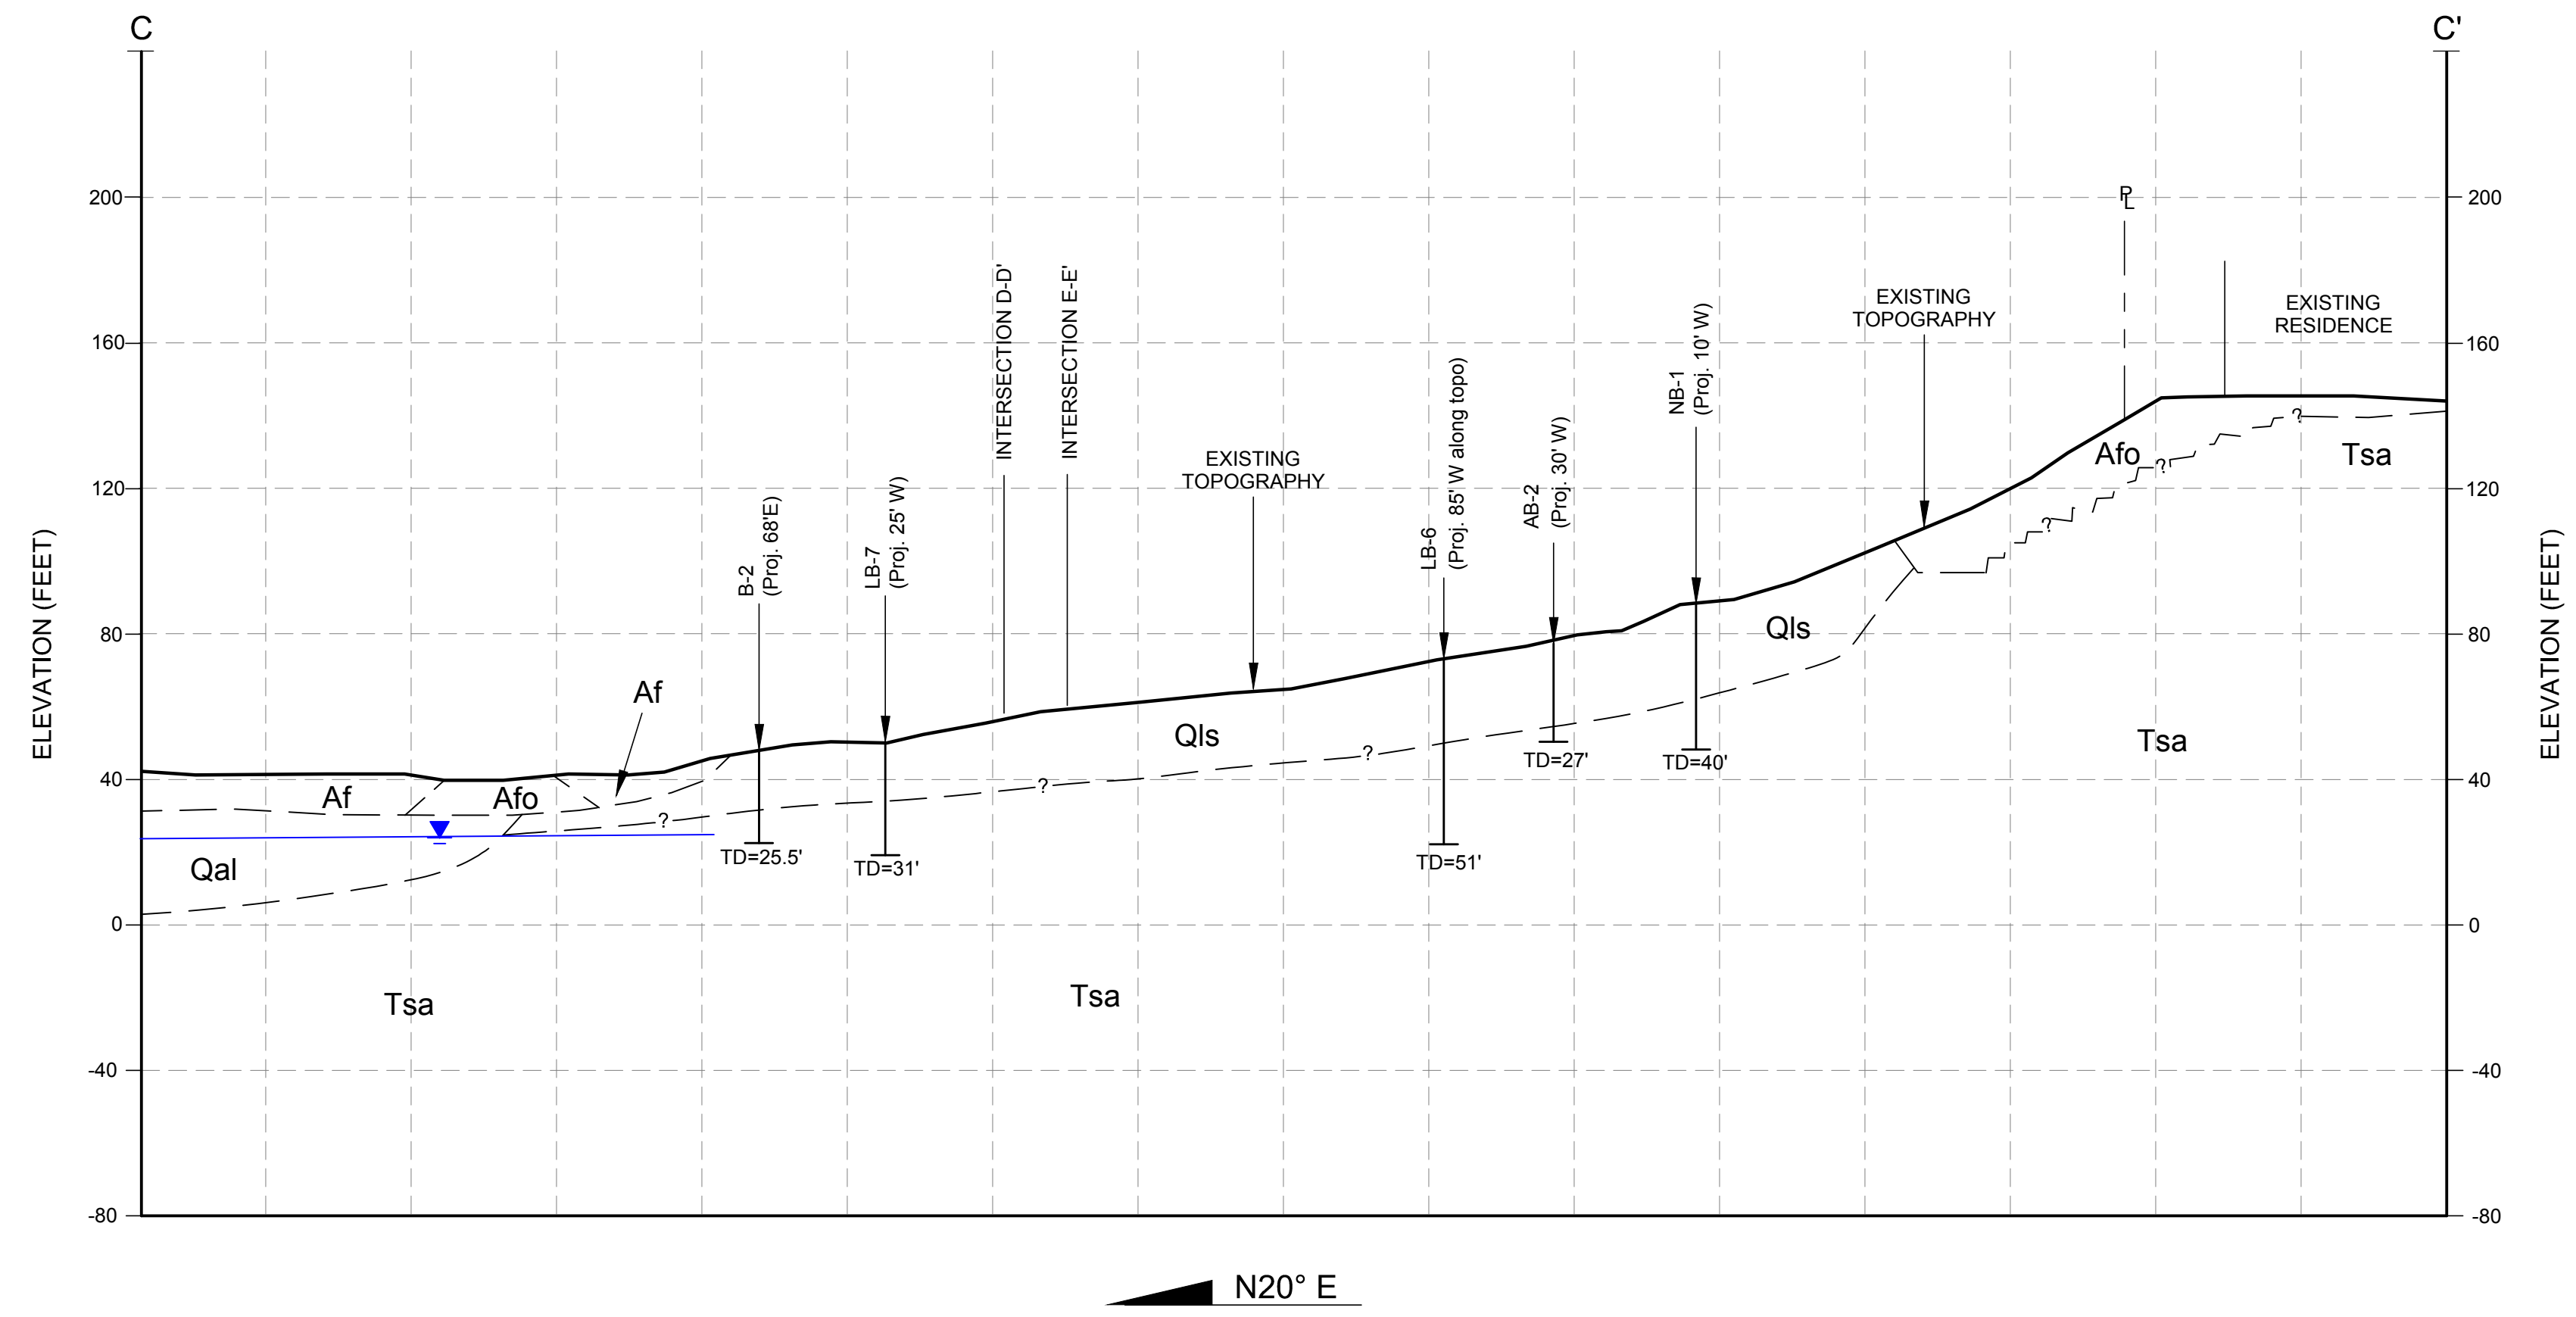 C
C'
200
200
PL
INTERSECTION D-D'
INTERSECTION E-E'
EXISTING
TOPOGRAPHY
EXISTING
RESIDENCE
160
160
NB-1
(Proj. 10' W)
LB-6
(Proj. 85' W along topo)
AB-2
(Proj. 30' W)
EXISTING
TOPOGRAPHY
Afo
Tsa
?
?
?
120
120
B-2
(Proj. 68'E)
LB-7
(Proj. 25' W)
ELEVATION (FEET)
ELEVATION (FEET)
80
80
Qls
Af
Qls
Tsa
?
?
?
TD=27'
TD=40'
40
40
Af
Afo
TD=25.5'
TD=31'
TD=51'
Qal
0
0
Tsa
Tsa
-40
-40
-80
-80
N20° E